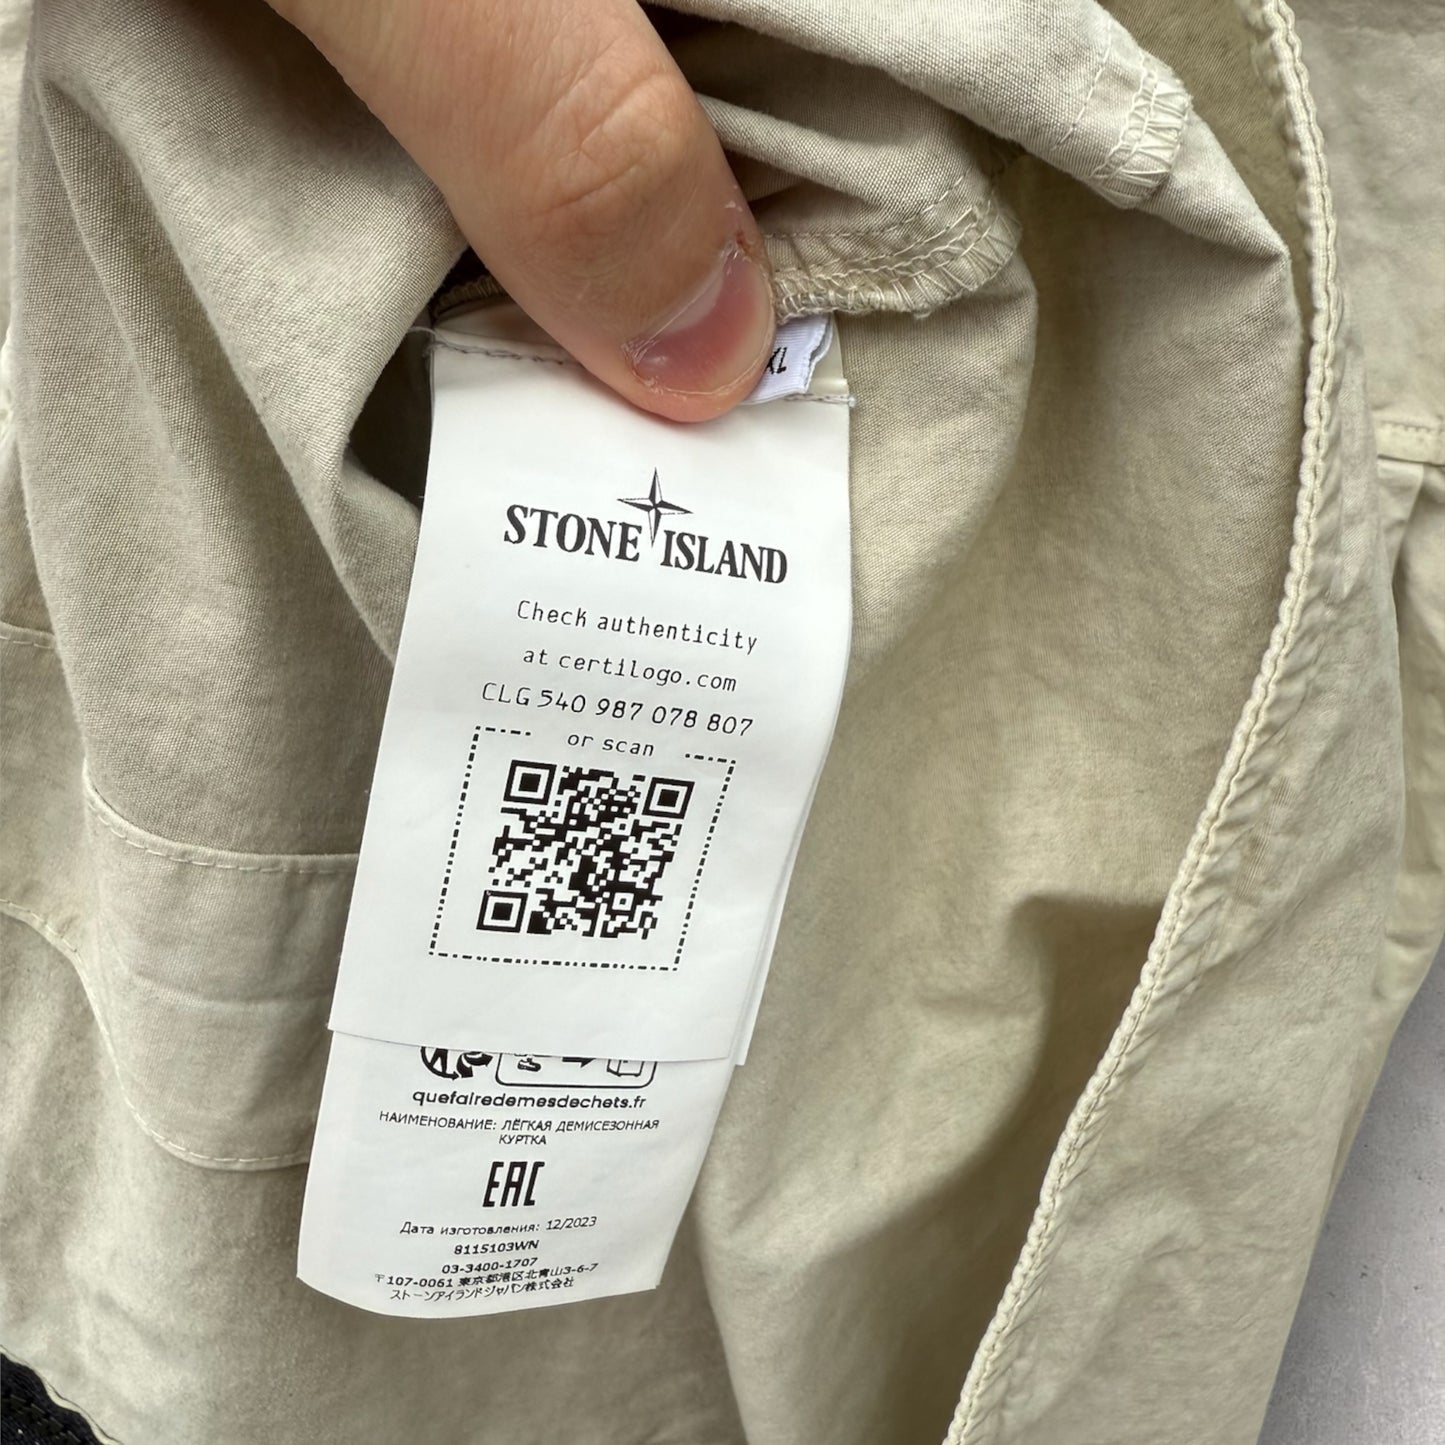 XL
STONE ISLAND
Check authenticity
at certilogo.com
CLG 540 987 078 807
or scan
quefairedemesdechets.fr
НАИМЕНОВАНИЕ: ЛЁГКАЯ ДЕМИСЕЗОННАЯ
КУРТКА
EAC
Дата изготовления: 12/2023
8115103WN
03-3400-1707
〒107-0061 東京都港区北青山3-6-7
ストーンアイランドジャパン株式会社